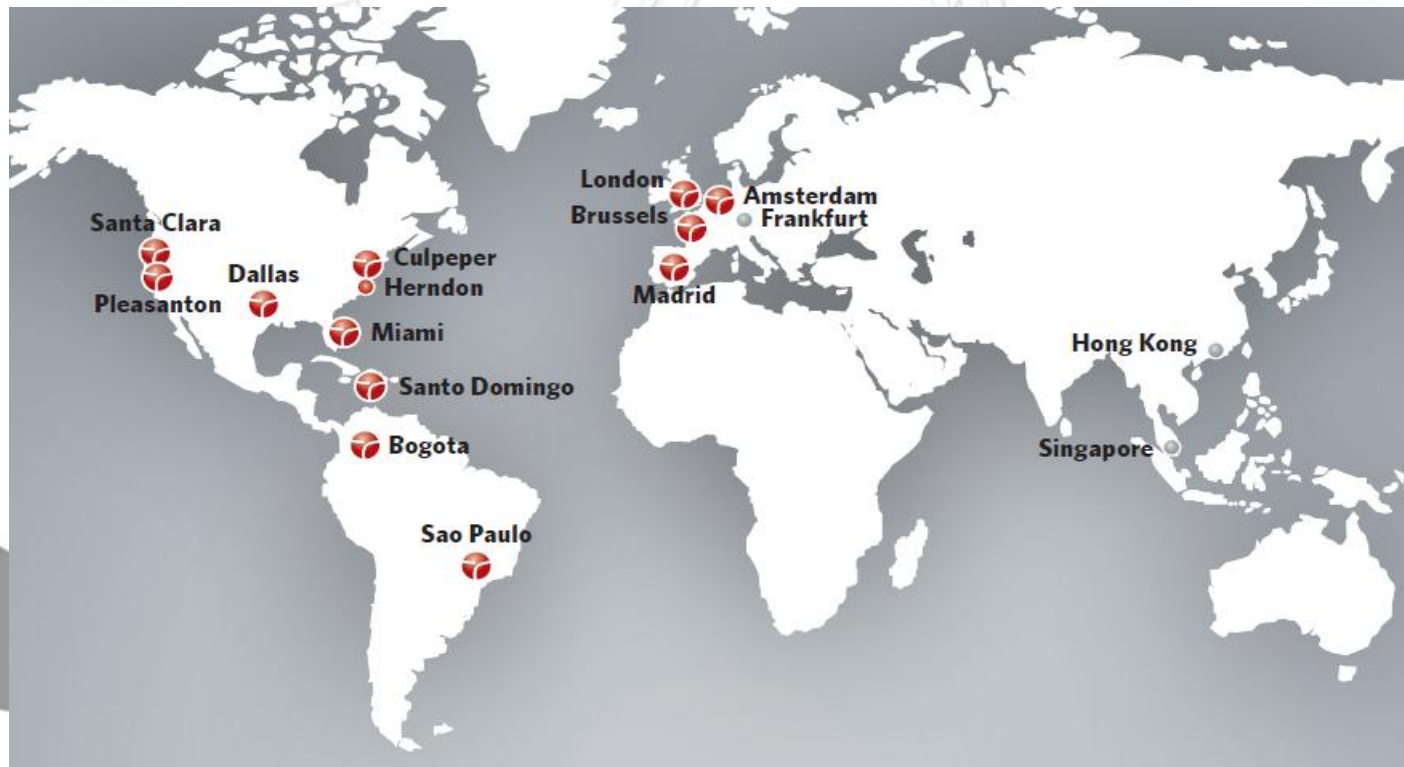 London
Amsterdam
Brussels
Frankfurt
Santa Clara
Culpeper
Dallas
Herndon
Madrid
Pleasanton
Miami
Hong Kong
Santo Domingo
Bogota
Singapore
Sao Paulo